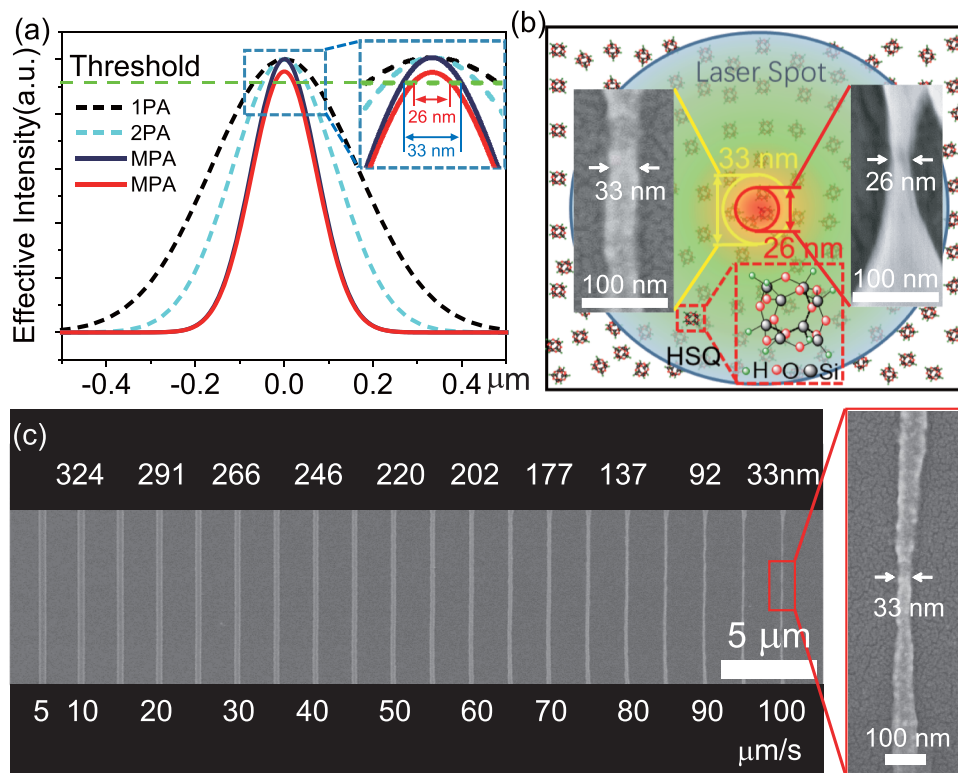 (a)
Effective Intensity(a.u.)
Threshold
1PA
2PA
MPA
MPA
26 nm
33 nm
-0.4 -0.2 0.0 0.2 0.4 μm
(b)
Laser Spot
33 nm
33 nm
26 nm
26 nm
100 nm
100 nm
HSQ
H O Si
(c)
324 291 266 246 220 202 177 137 92 33nm
5 μm
5 10 20 30 40 50 60 70 80 90 100
μm/s
33 nm
100 nm